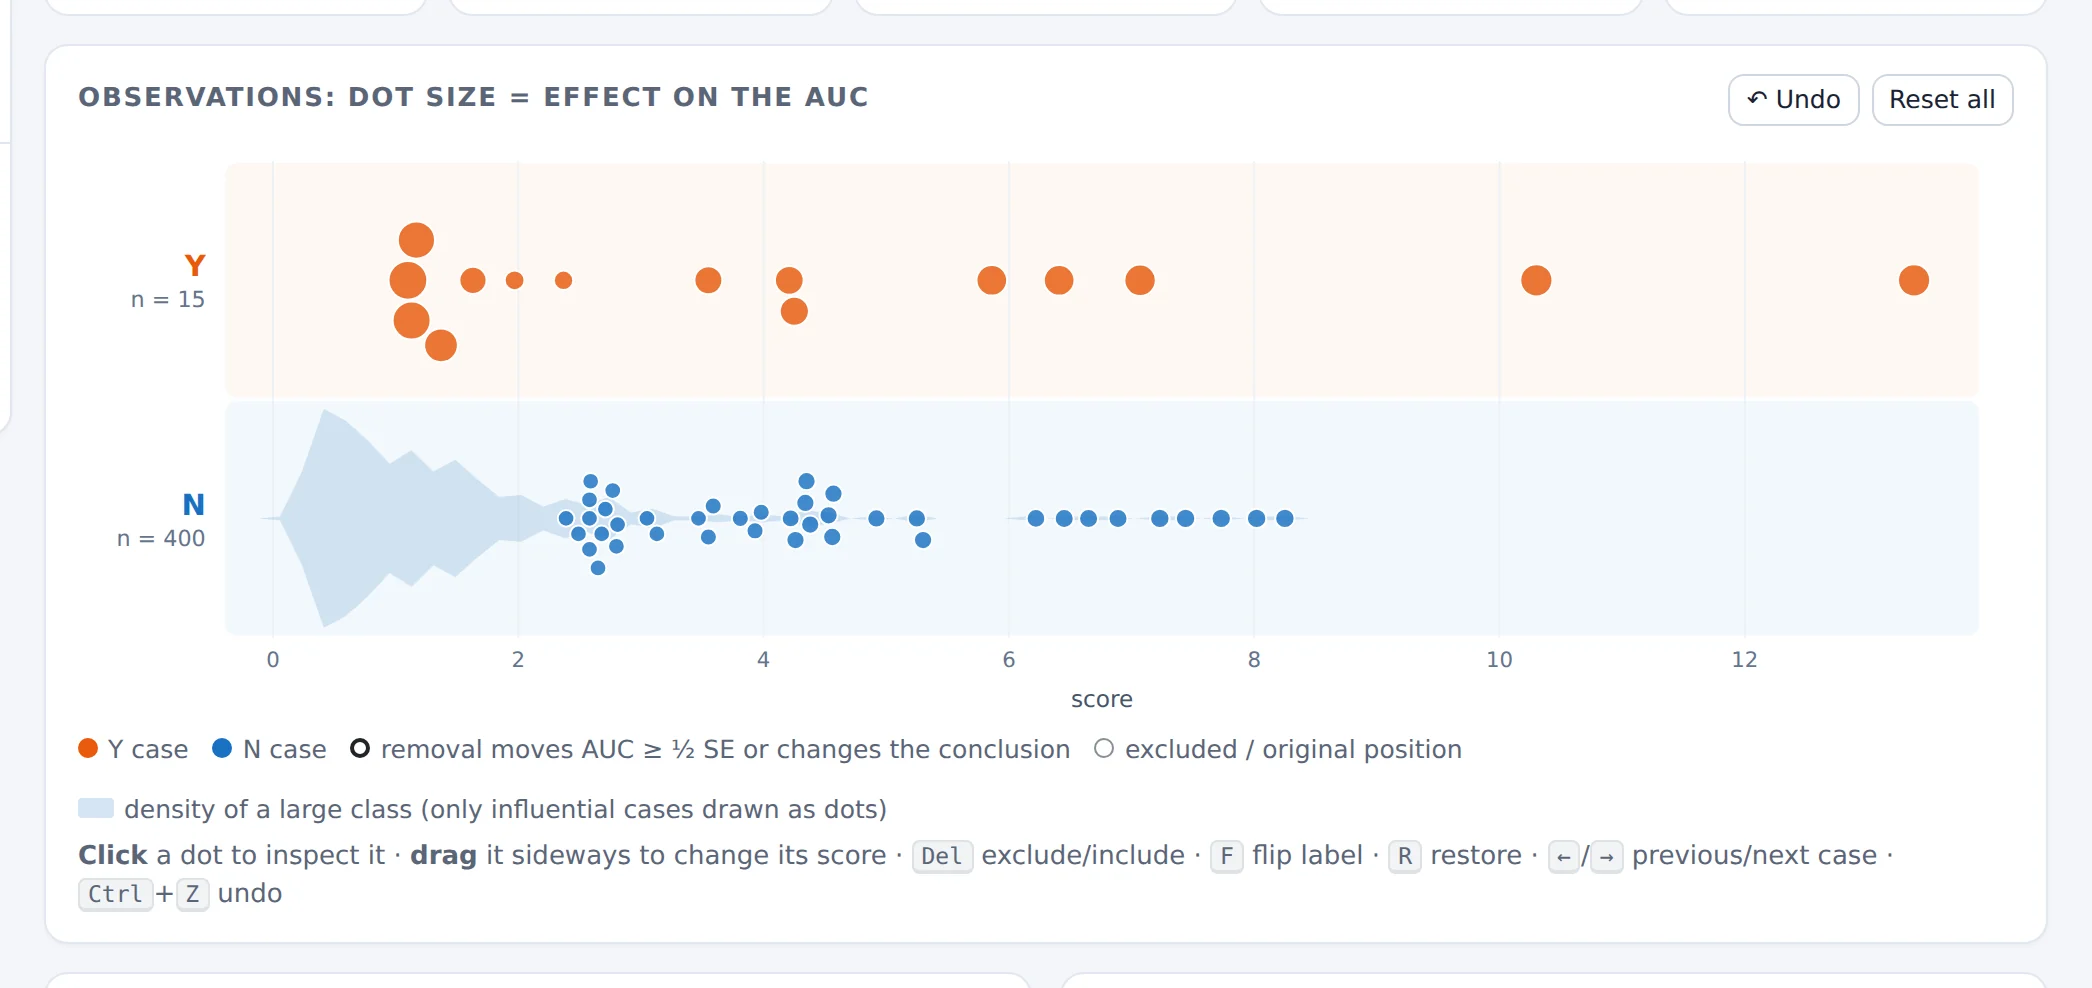 OBSERVATIONS: DOT SIZE = EFFECT ON THE AUC
↶ Undo
Reset all
Y
n = 15
N
n = 400
0 2 4 6 8 10 12
score
Y case N case removal moves AUC ≥ ½ SE or changes the conclusion excluded / original position
density of a large class (only influential cases drawn as dots)
Click a dot to inspect it · drag it sideways to change its score · Del exclude/include · F flip label · R restore · ←/→ previous/next case ·
Ctrl+Z undo